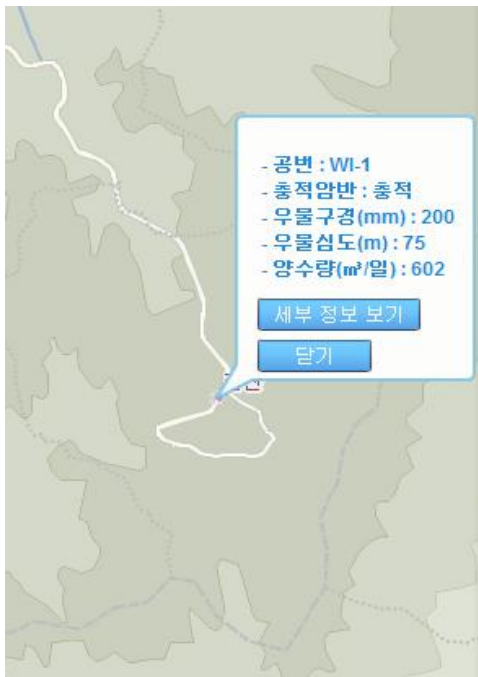 - 공번 : WI-1
- 충적암반 : 충적
- 우물구경(mm) : 200
- 우물심도(m) : 75
- 양수량(㎥/일) : 602
세부 정보 보기
닫기